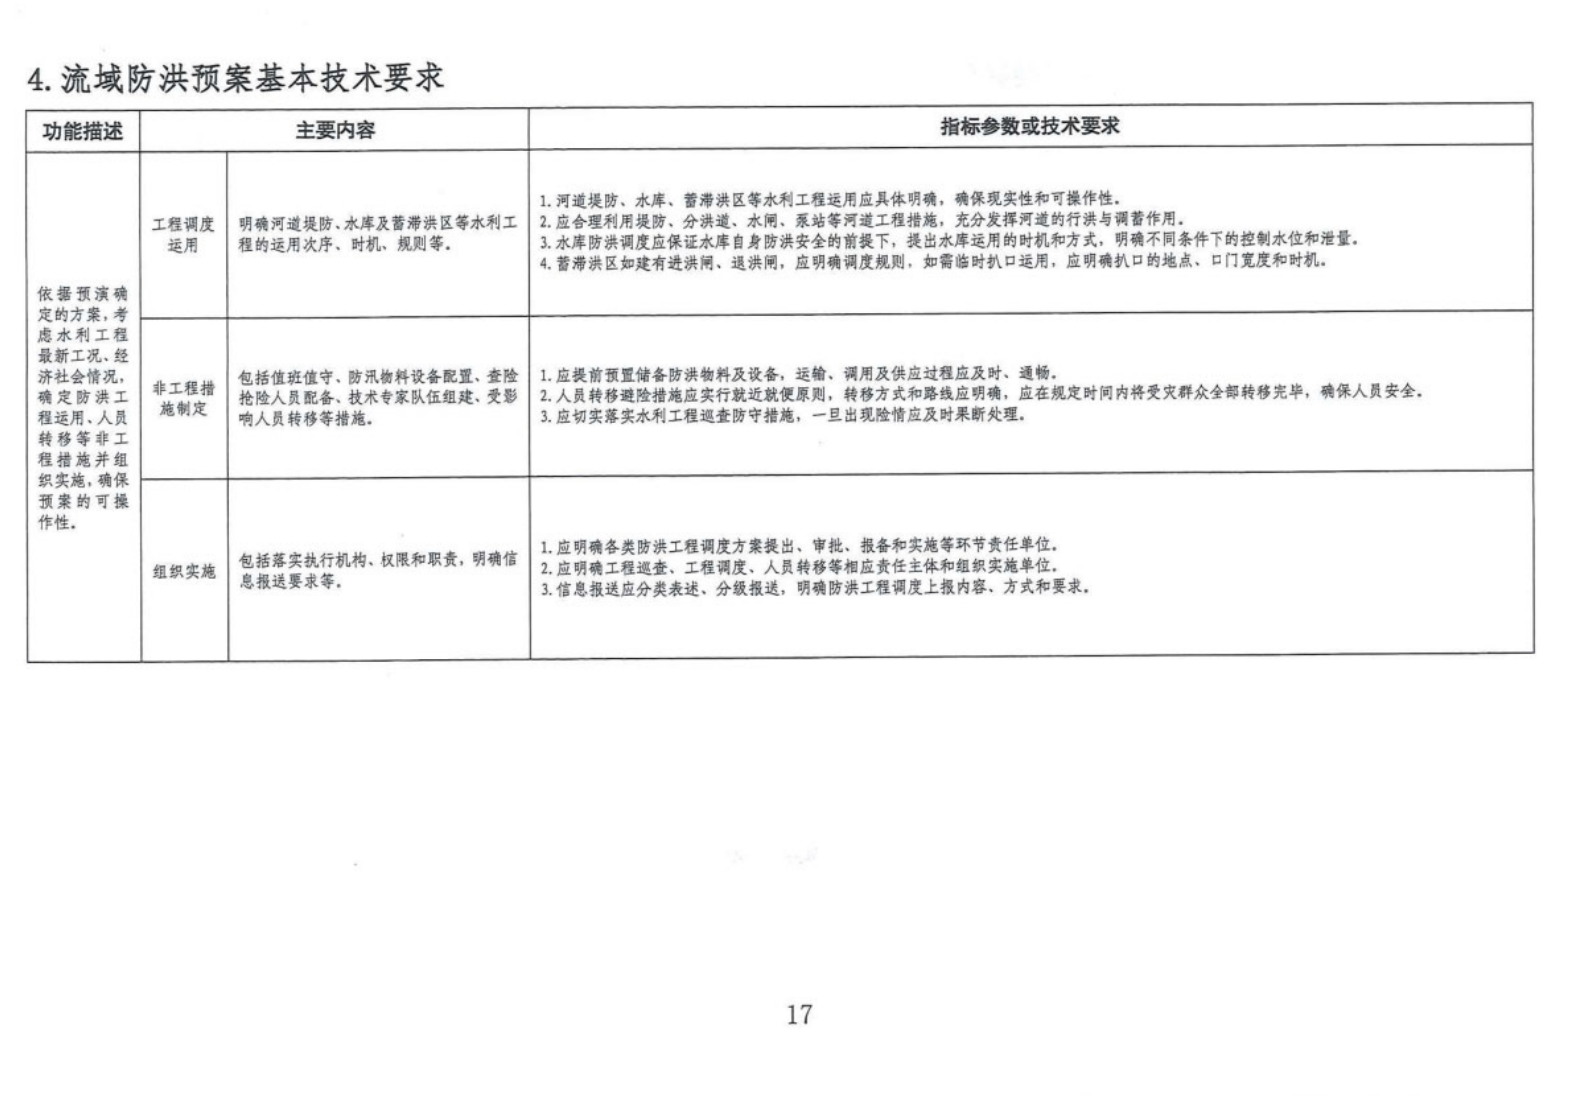 4.流域防洪预案基本技术要求
功能描述
主要内容
指标参数或技术要求
依据预演确
定的方案，考
虑水利工程
最新工况、经
济社会情况，
确定防洪工
程运用、人员
转移等非工
程措施并组
织实施，确保
预案的可操
作性。
工程调度
运用
明确河道堤防、水库及蓄滞洪区等水利工
程的运用次序、时机、规则等。
1.河道堤防、水库、蓄滞洪区等水利工程运用应具体明确，确保现实性和可操作性。
2.应合理利用堤防、分洪道、水闸、泵站等河道工程措施，充分发挥河道的行洪与调蓄作用。
3.水库防洪调度应保证水库自身防洪安全的前提下，提出水库运用的时机和方式，明确不同条件下的控制水位和泄量。
4.蓄滞洪区如建有进洪闸、退洪闸，应明确调度规则，如需临时扒口运用，应明确扒口的地点、口门宽度和时机。
非工程措
施制定
包括值班值守、防汛物料设备配置、查险
抢险人员配备、技术专家队伍组建、受影
响人员转移等措施。
1.应提前预置储备防洪物料及设备，运输、调用及供应过程应及时、通畅。
2.人员转移避险措施应实行就近就便原则，转移方式和路线应明确，应在规定时间内将受灾群众全部转移完毕，确保人员安全。
3.应切实落实水利工程巡查防守措施，一旦出现险情应及时果断处理。
组织实施
包括落实执行机构、权限和职责，明确信
息报送要求等。
1.应明确各类防洪工程调度方案提出、审批、报备和实施等环节责任单位。
2.应明确工程巡查、工程调度、人员转移等相应责任主体和组织实施单位。
3.信息报送应分类表述、分级报送，明确防洪工程调度上报内容、方式和要求。
17